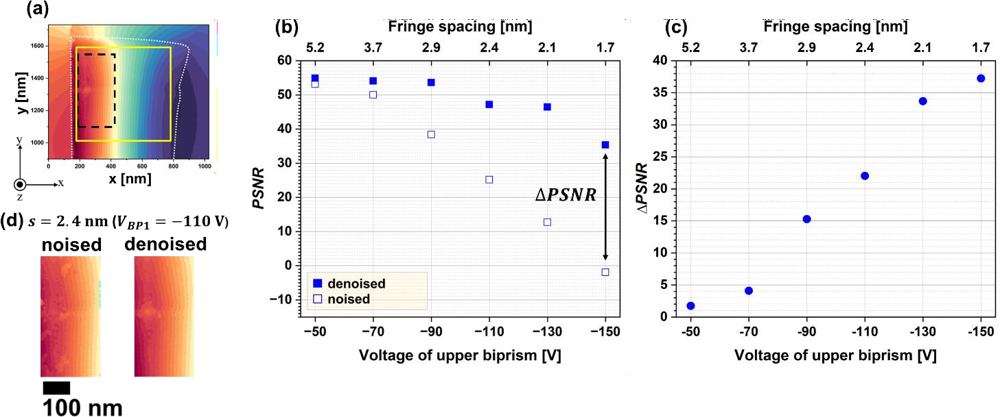 (a)
1600
1400
1200
1000
y [nm]
0 200 400 600 800 1000
x [nm]
y
x
z
(b)
Fringe spacing [nm]
5.2 3.7 2.9 2.4 2.1 1.7
60
50
40
30
20
10
0
−10
PSNR
ΔPSNR
denoised
noised
−50 −70 −90 −110 −130 −150
Voltage of upper biprism [V]
(c)
Fringe spacing [nm]
5.2 3.7 2.9 2.4 2.1 1.7
40
35
30
25
20
15
10
5
0
ΔPSNR
-50 -70 -90 -110 -130 -150
Voltage of upper biprism [V]
(d) s = 2.4 nm (V_BP1 = −110 V)
noised denoised
100 nm